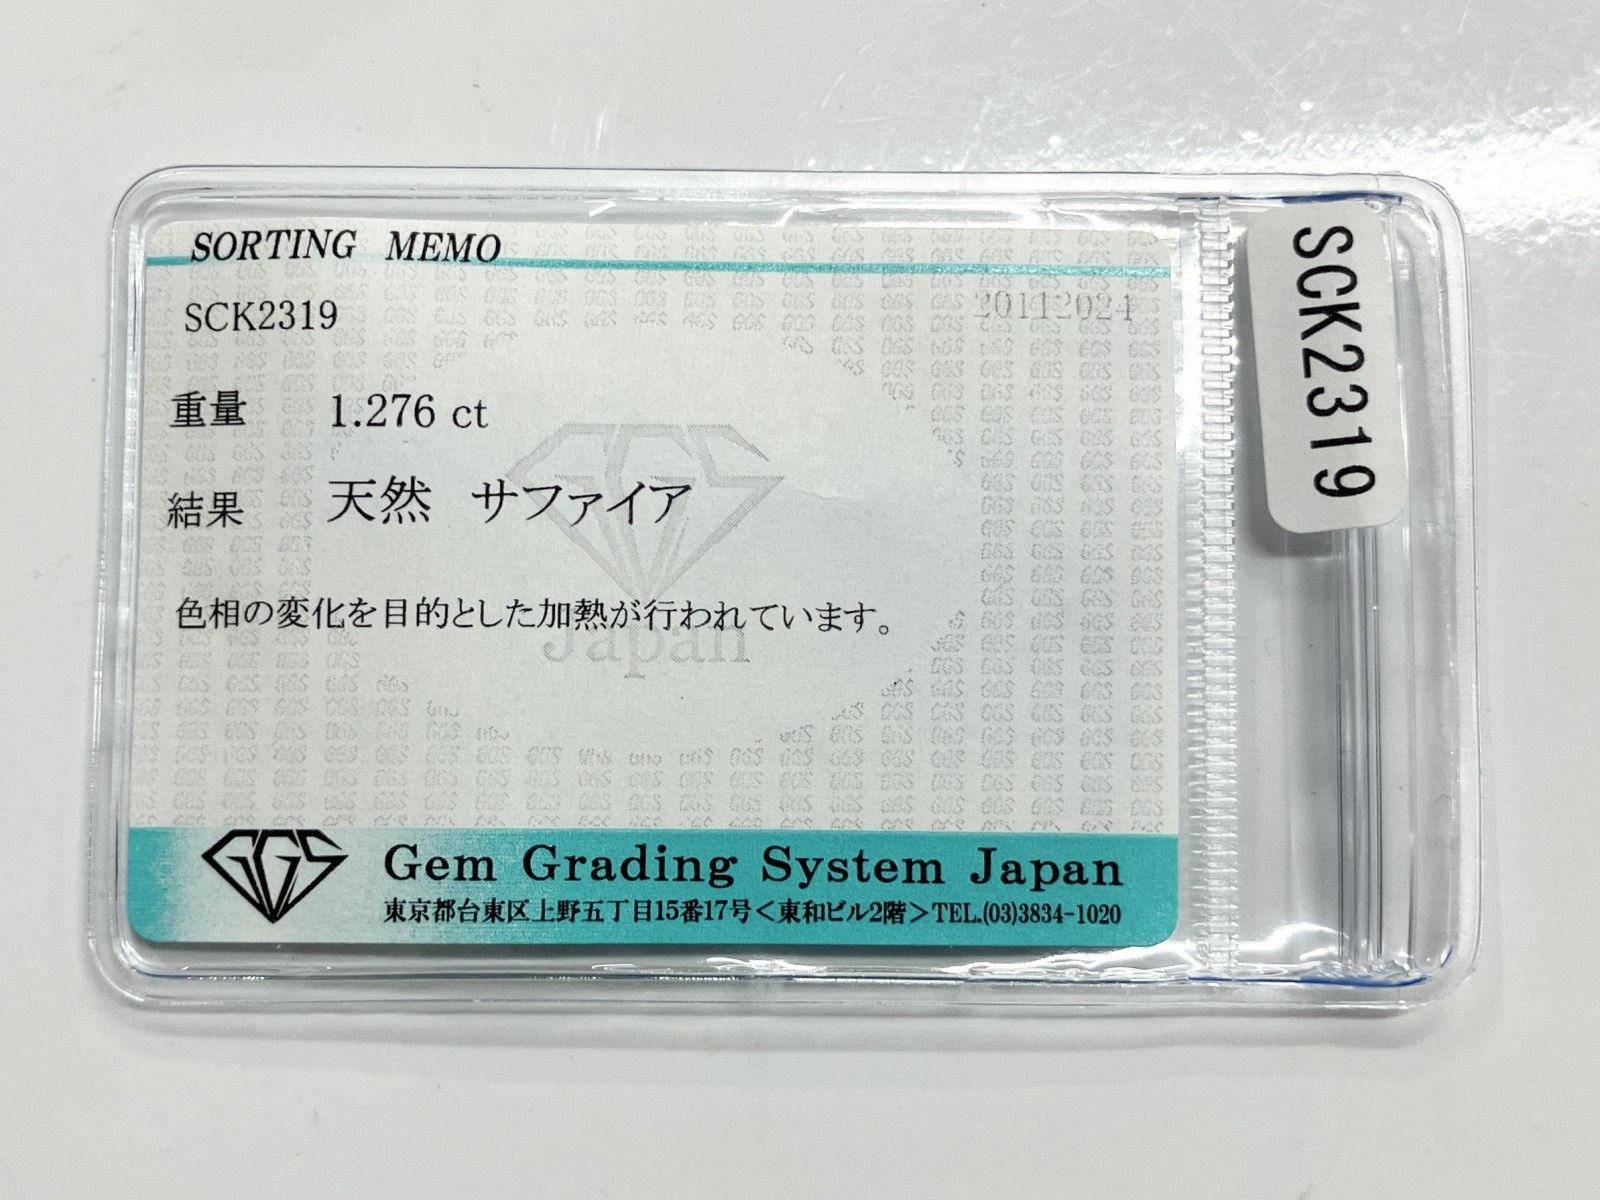 SORTING MEMO
SCK2319
20112024
重量 1.276 ct
結果 天然 サファイア
色相の変化を目的とした加熱が行われています。
GGS
Japan
GGS
Gem Grading System Japan
東京都台東区上野五丁目15番17号＜東和ビル2階＞TEL.(03)3834-1020
SCK2319